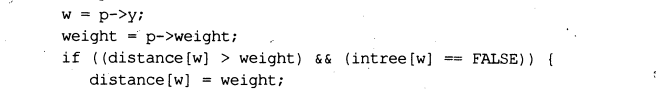 w = p->y;
weight = p->weight;
if ((distance[w] > weight) && (intree[w] == FALSE)) {
distance[w] = weight;